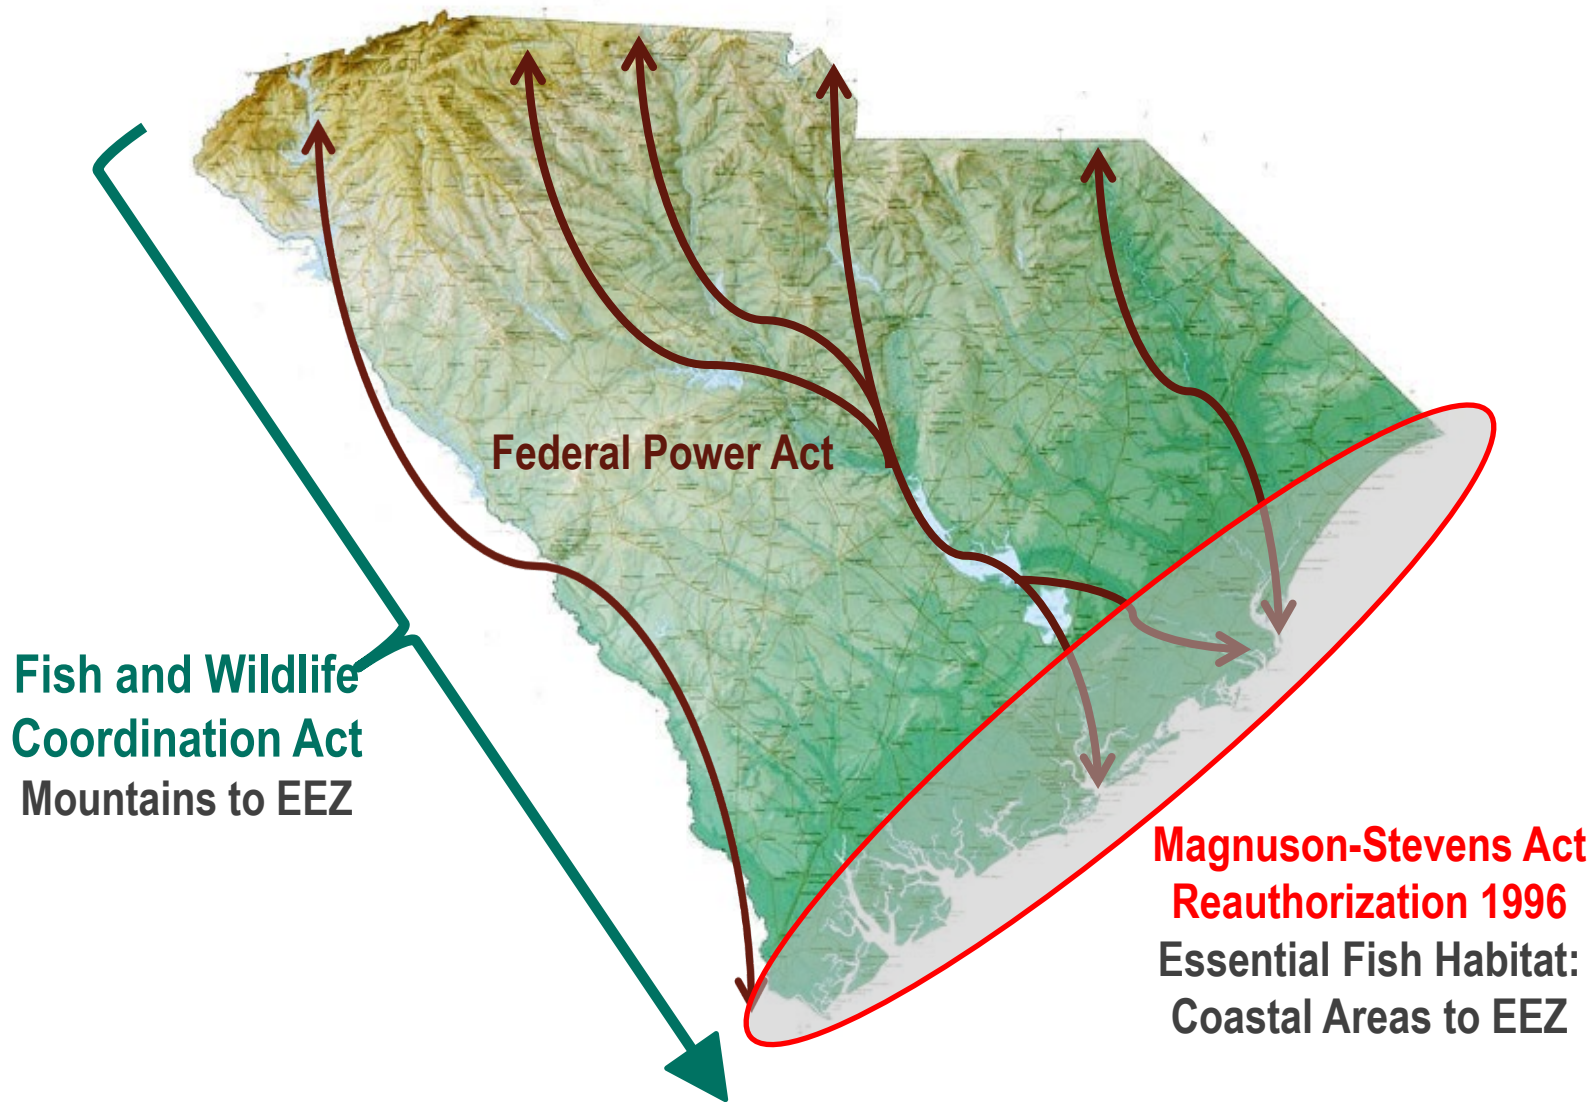 Federal Power Act
Fish and Wildlife
Coordination Act
Mountains to EEZ
Magnuson-Stevens Act
Reauthorization 1996
Essential Fish Habitat:
Coastal Areas to EEZ